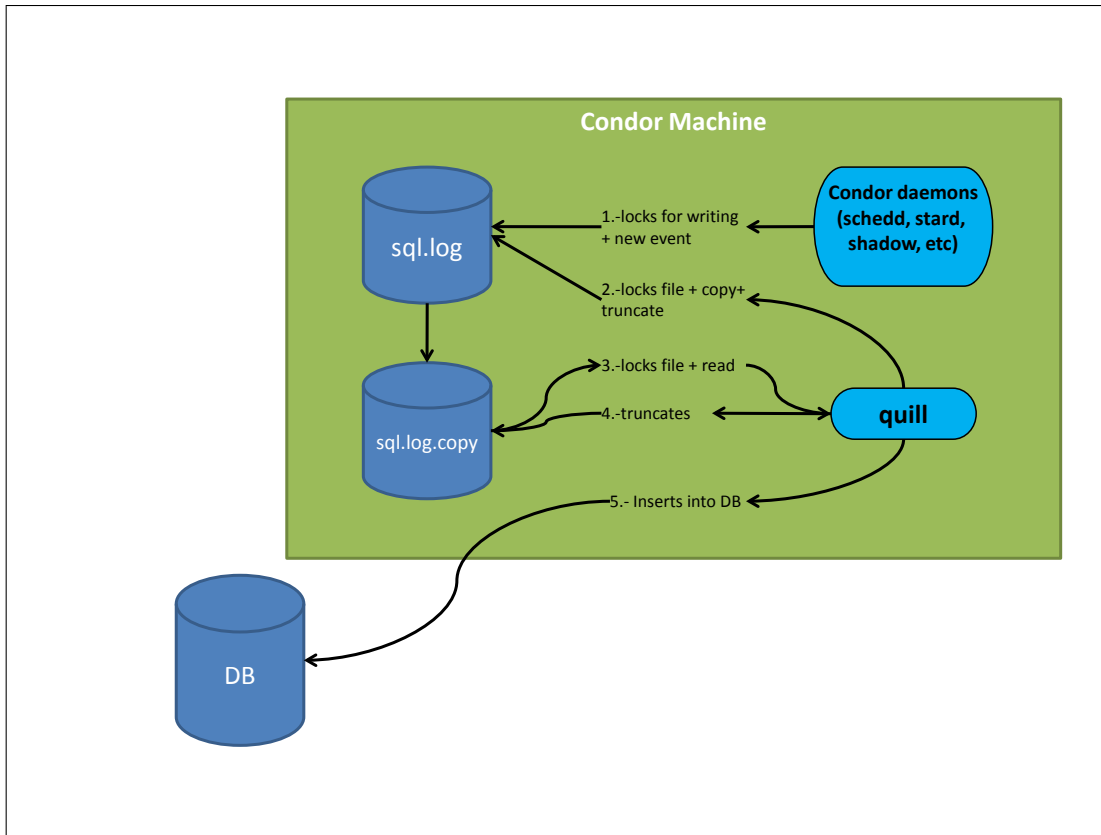 Condor Machine
sql.log
1.-locks for writing
+ new event
Condor daemons
(schedd, stard,
shadow, etc)
2.-locks file + copy+
truncate
3.-locks file + read
sql.log.copy
4.-truncates
quill
5.- Inserts into DB
DB